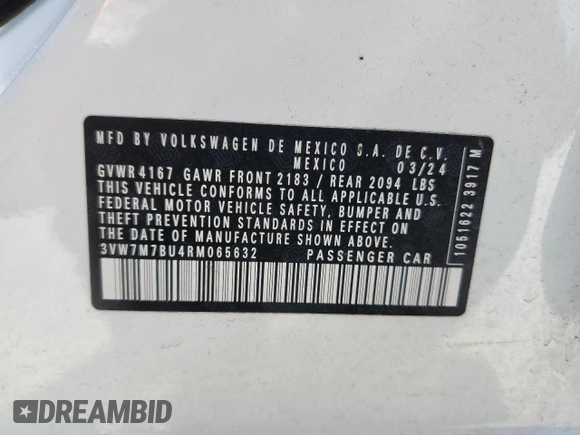 MFD BY VOLKSWAGEN DE MEXICO S.A. DE C.V.
MEXICO 03/24
GVWR4167 GAWR FRONT 2183 / REAR 2094 LBS
THIS VEHICLE CONFORMS TO ALL APPLICABLE U.S.
FEDERAL MOTOR VEHICLE SAFETY, BUMPER AND
THEFT PREVENTION STANDARDS IN EFFECT ON
THE DATE OF MANUFACTURE SHOWN ABOVE.
3VW7M7BU4RM065632 PASSENGER CAR
1051622 3917 M
DREAMBID